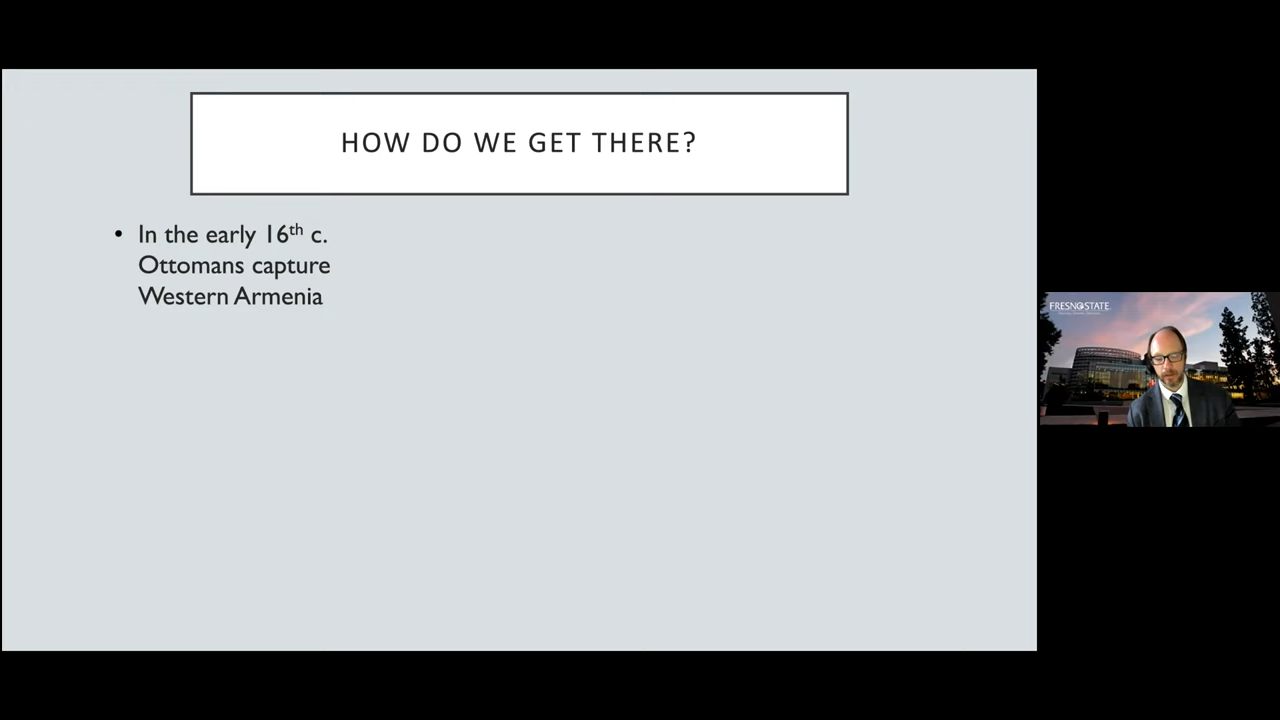 HOW DO WE GET THERE?
• In the early 16th c.
Ottomans capture
Western Armenia
FRESNO STATE